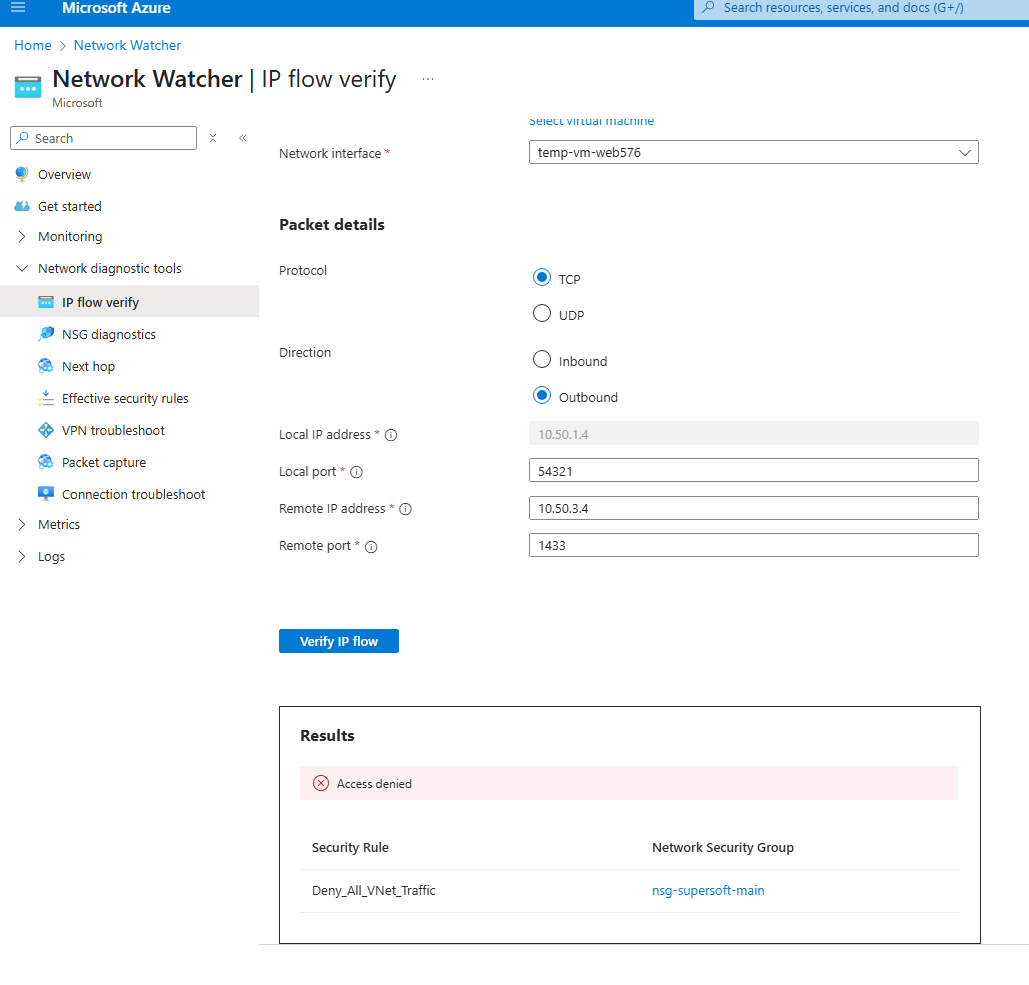 Microsoft Azure
Search resources, services, and docs (G+/)
Home > Network Watcher
Network Watcher | IP flow verify ...
Microsoft
Search
Overview
Get started
Monitoring
Network diagnostic tools
IP flow verify
NSG diagnostics
Next hop
Effective security rules
VPN troubleshoot
Packet capture
Connection troubleshoot
Metrics
Logs
Select virtual machine
Network interface *
temp-vm-web576
Packet details
Protocol
TCP
UDP
Direction
Inbound
Outbound
Local IP address *
10.50.1.4
Local port *
54321
Remote IP address *
10.50.3.4
Remote port *
1433
Verify IP flow
Results
Access denied
Security Rule
Network Security Group
Deny_All_VNet_Traffic
nsg-supersoft-main